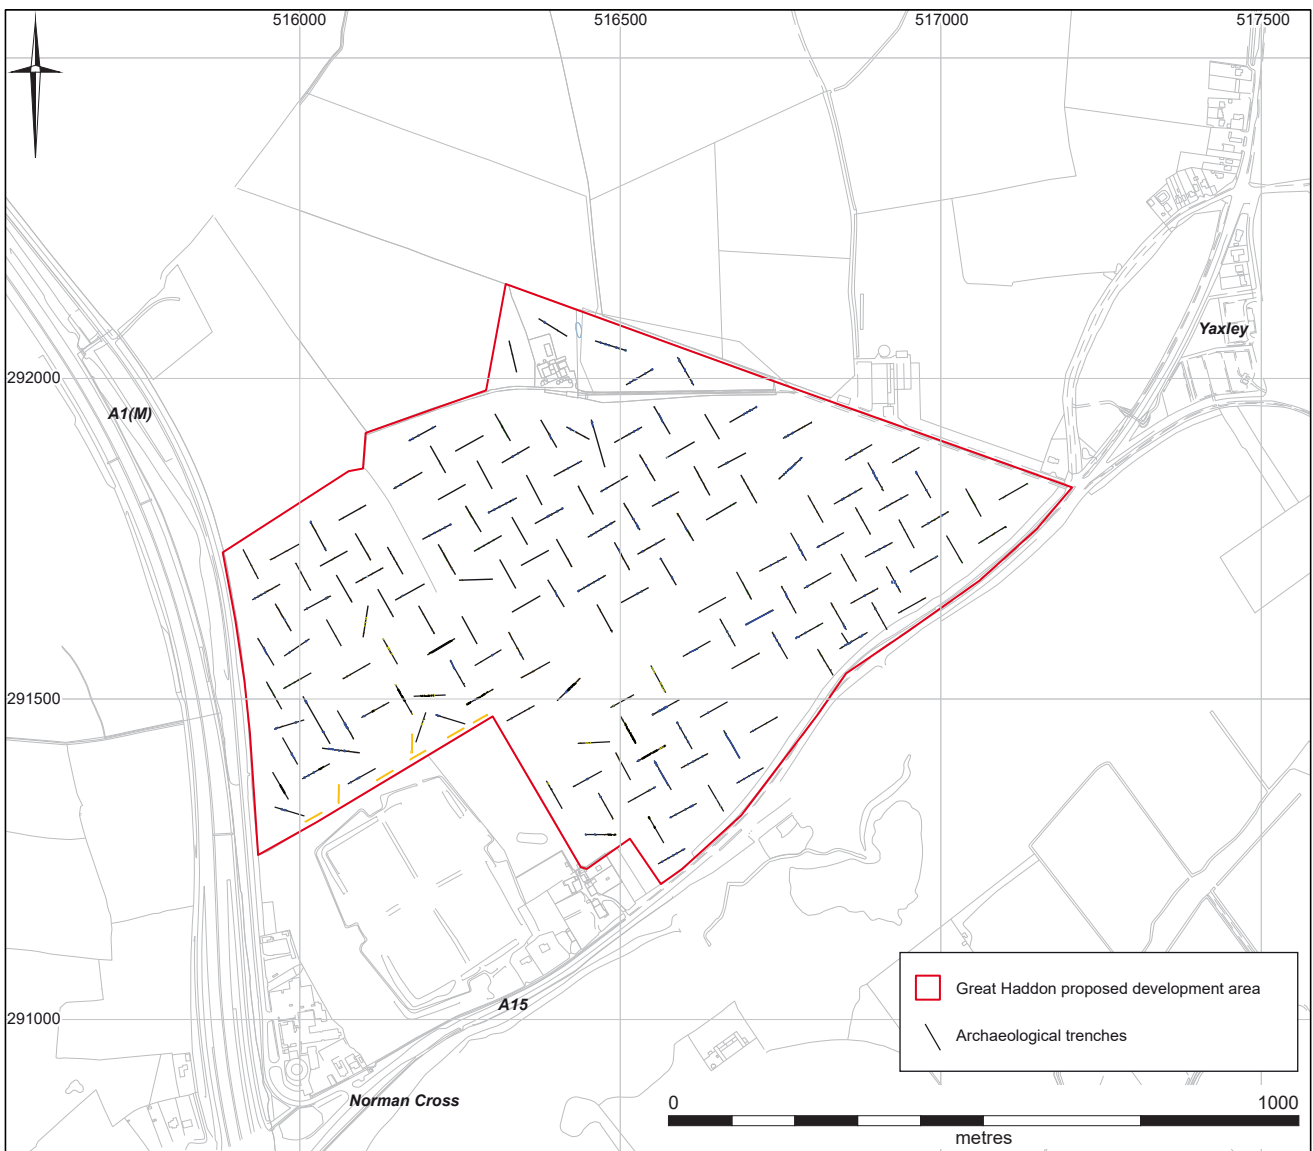 516000
516500
517000
517500
Yaxley
292000
A1(M)
291500
Great Haddon proposed development area
A15
291000
Archaeological trenches
Norman Cross
0
1000
metres